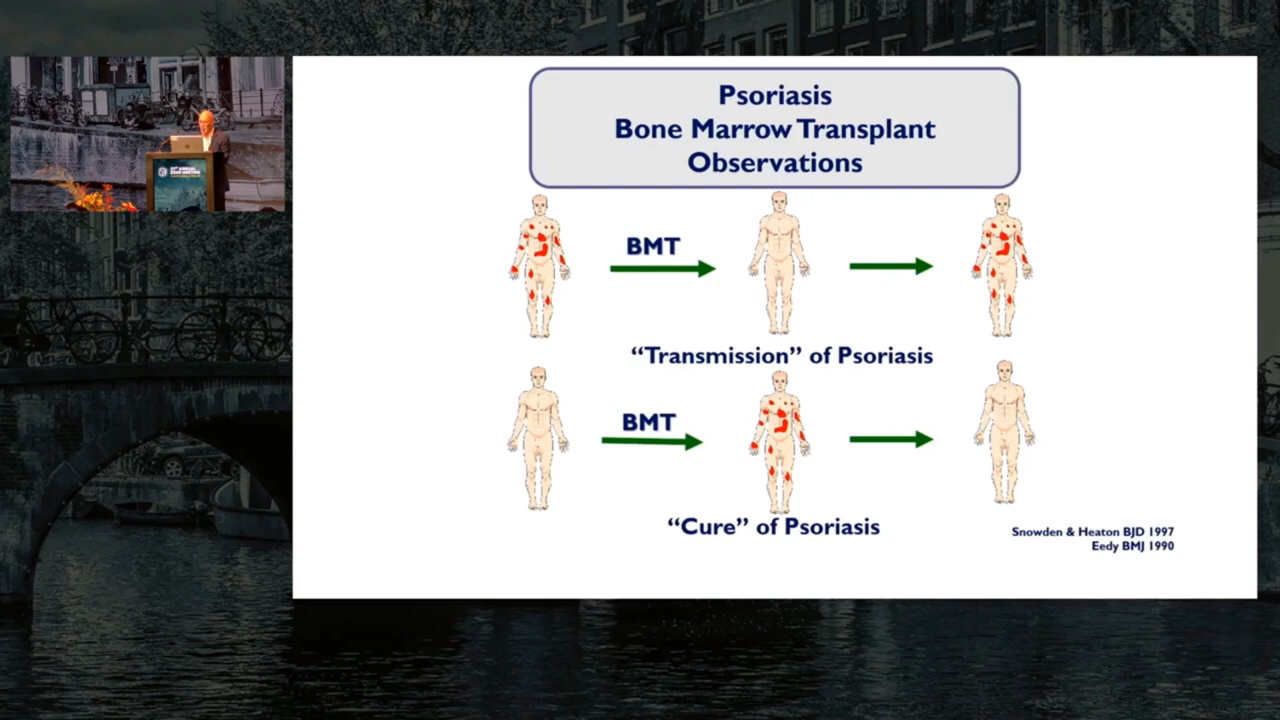 Psoriasis
Bone Marrow Transplant
Observations
BMT
"Transmission" of Psoriasis
BMT
"Cure" of Psoriasis
Snowden & Heaton BJD 1997
Eedy BMJ 1990